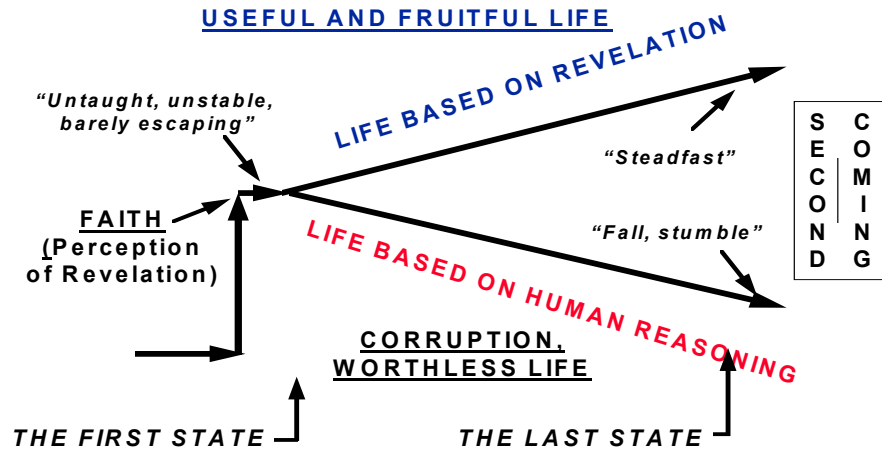 USEFUL AND FRUITFUL LIFE
LIFE BASED ON REVELATION
“Untaught, unstable,
barely escaping”
“Steadfast”
SECOND
COMING
FAITH
(Perception
of Revelation)
“Fall, stumble”
LIFE BASED ON HUMAN REASONING
CORRUPTION,
WORTHLESS LIFE
THE FIRST STATE
THE LAST STATE